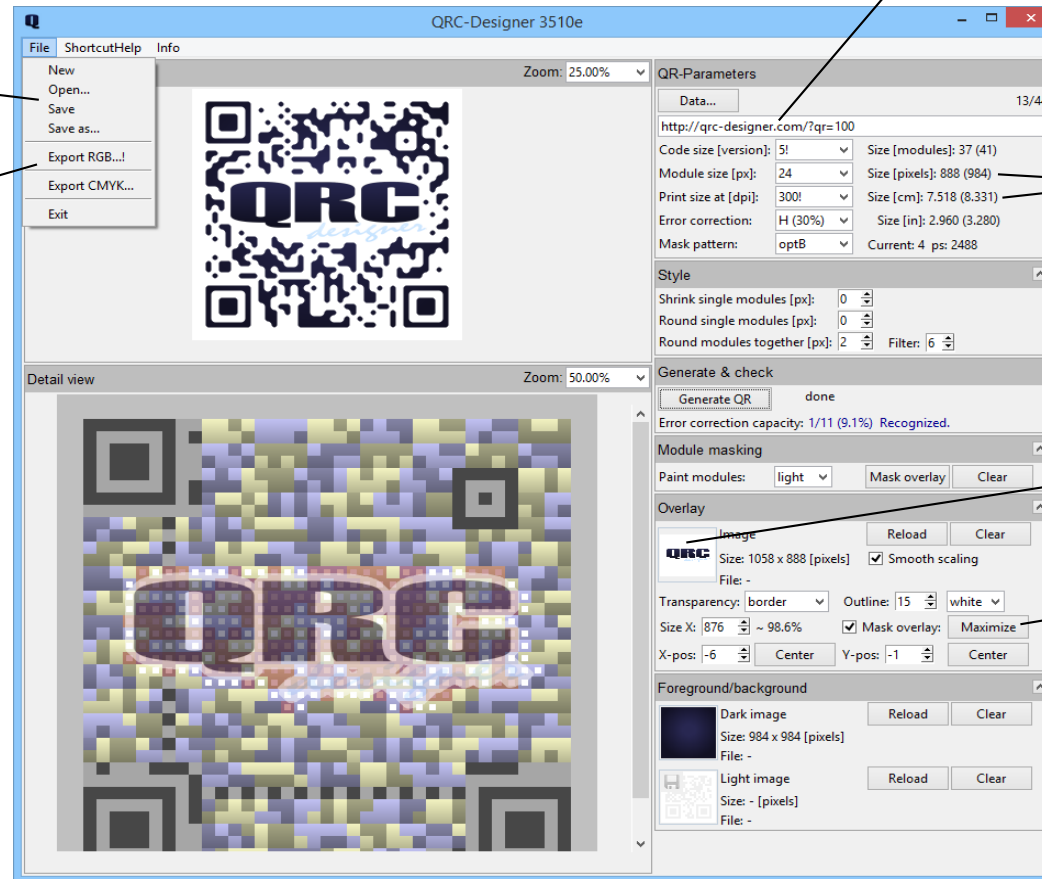 QRC-Designer 3510e
File ShortcutHelp Info
New
Open...
Save
Save as...
Export RGB...!
Export CMYK...
Exit
Zoom: 25.00%
QRC
designer
Detail view Zoom: 50.00%
QRC
QR-Parameters
Data... 13/4
http://qrc-designer.com/?qr=100
Code size [version]: 5! Size [modules]: 37 (41)
Module size [px]: 24 Size [pixels]: 888 (984)
Print size at [dpi]: 300! Size [cm]: 7.518 (8.331)
Error correction: H (30%) Size [in]: 2.960 (3.280)
Mask pattern: optB Current: 4 ps: 2488
Style
Shrink single modules [px]: 0
Round single modules [px]: 0
Round modules together [px]: 2 Filter: 6
Generate & check
Generate QR done
Error correction capacity: 1/11 (9.1%) Recognized.
Module masking
Paint modules: light Mask overlay Clear
Overlay
QRC
Image Reload Clear
Size: 1058 x 888 [pixels] Smooth scaling
File: -
Transparency: border Outline: 15 white
Size X: 876 ~ 98.6% Mask overlay: Maximize
X-pos: -6 Center Y-pos: -1 Center
Foreground/background
Dark image Reload Clear
Size: 984 x 984 [pixels]
File: -
Light image Reload Clear
Size: - [pixels]
File: -